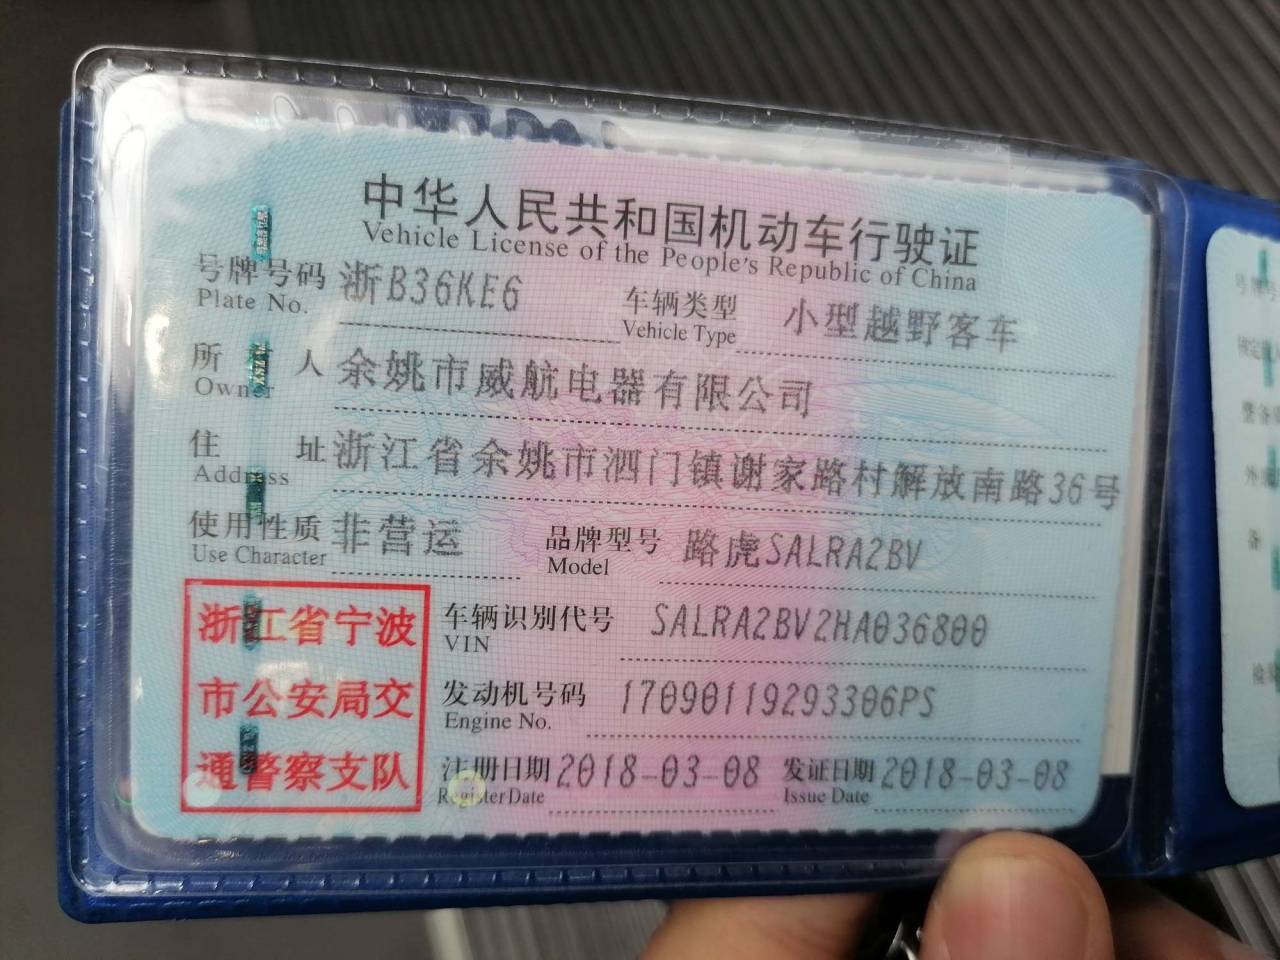 中华人民共和国机动车行驶证
Vehicle License of the People's Republic of China
号牌号码 浙B36KE6 车辆类型 小型越野客车
Plate No. Vehicle Type
所有人 余姚市威航电器有限公司
Owner
住址 浙江省余姚市泗门镇谢家路村解放南路36号
Address
使用性质 非营运 品牌型号 路虎SALRA2BV
Use Character Model
浙江省宁波
市公安局交
通警察支队
车辆识别代号 SALRA2BV2HA036800
VIN
发动机号码 17090119293306PS
Engine No.
注册日期 2018-03-08 发证日期 2018-03-08
Register Date Issue Date